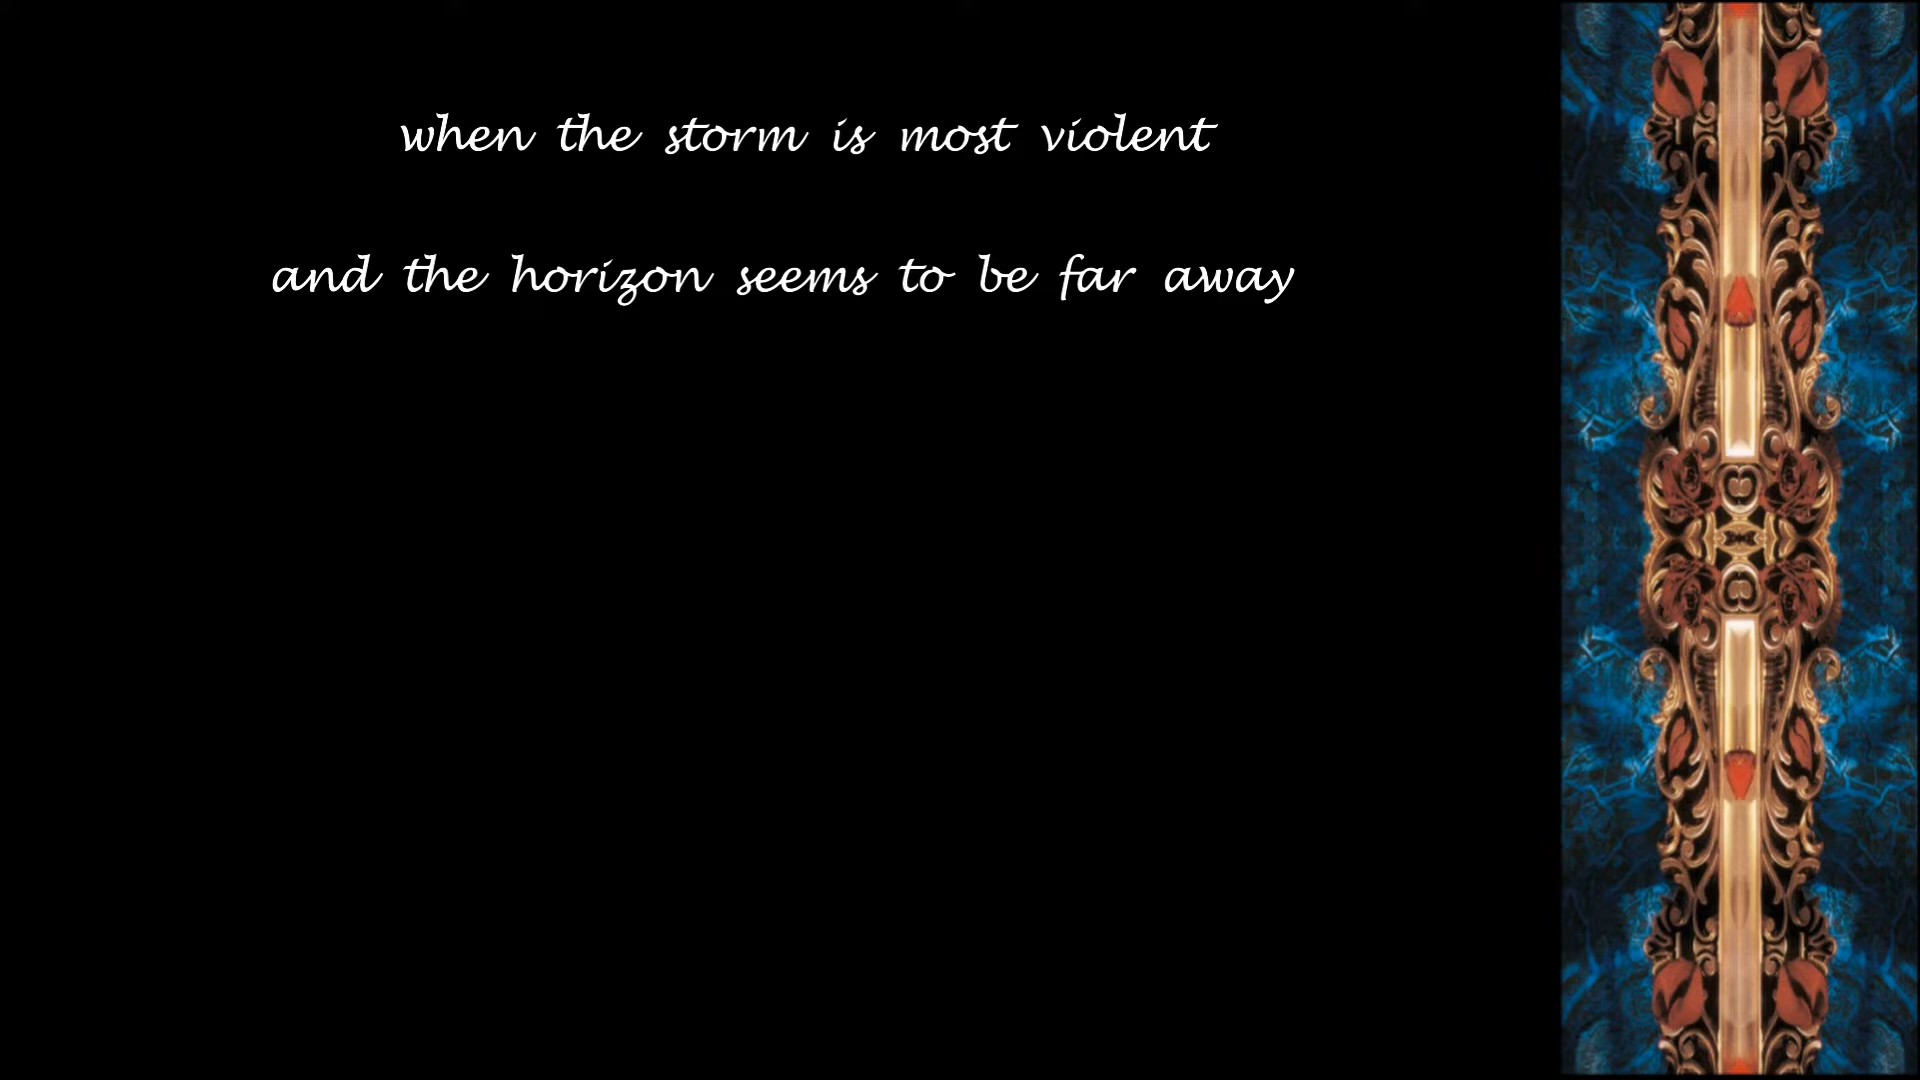 when the storm is most violent
and the horizon seems to be far away